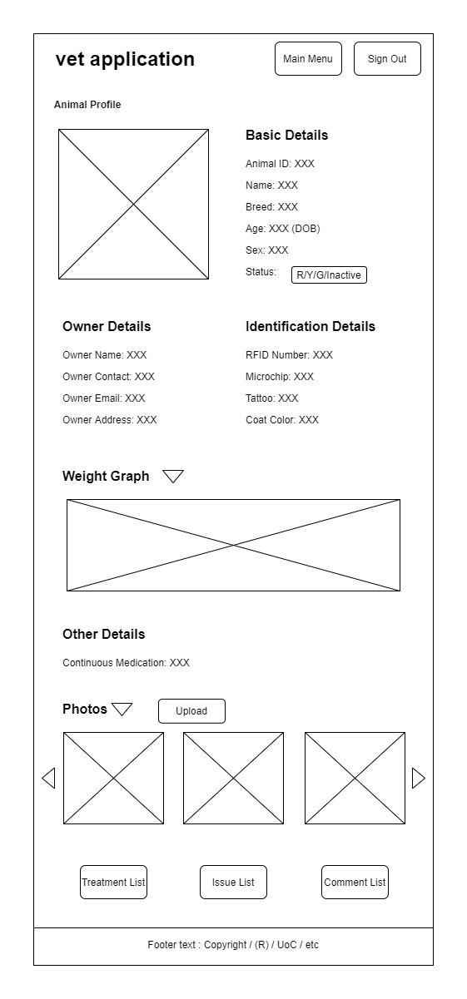 vet application
Main Menu
Sign Out
Animal Profile
Basic Details
Animal ID: XXX
Name: XXX
Breed: XXX
Age: XXX (DOB)
Sex: XXX
Status:
R/Y/G/Inactive
Owner Details
Owner Name: XXX
Owner Contact: XXX
Owner Email: XXX
Owner Address: XXX
Identification Details
RFID Number: XXX
Microchip: XXX
Tattoo: XXX
Coat Color: XXX
Weight Graph
Other Details
Continuous Medication: XXX
Photos
Upload
Treatment List
Issue List
Comment List
Footer text : Copyright / (R) / UoC / etc